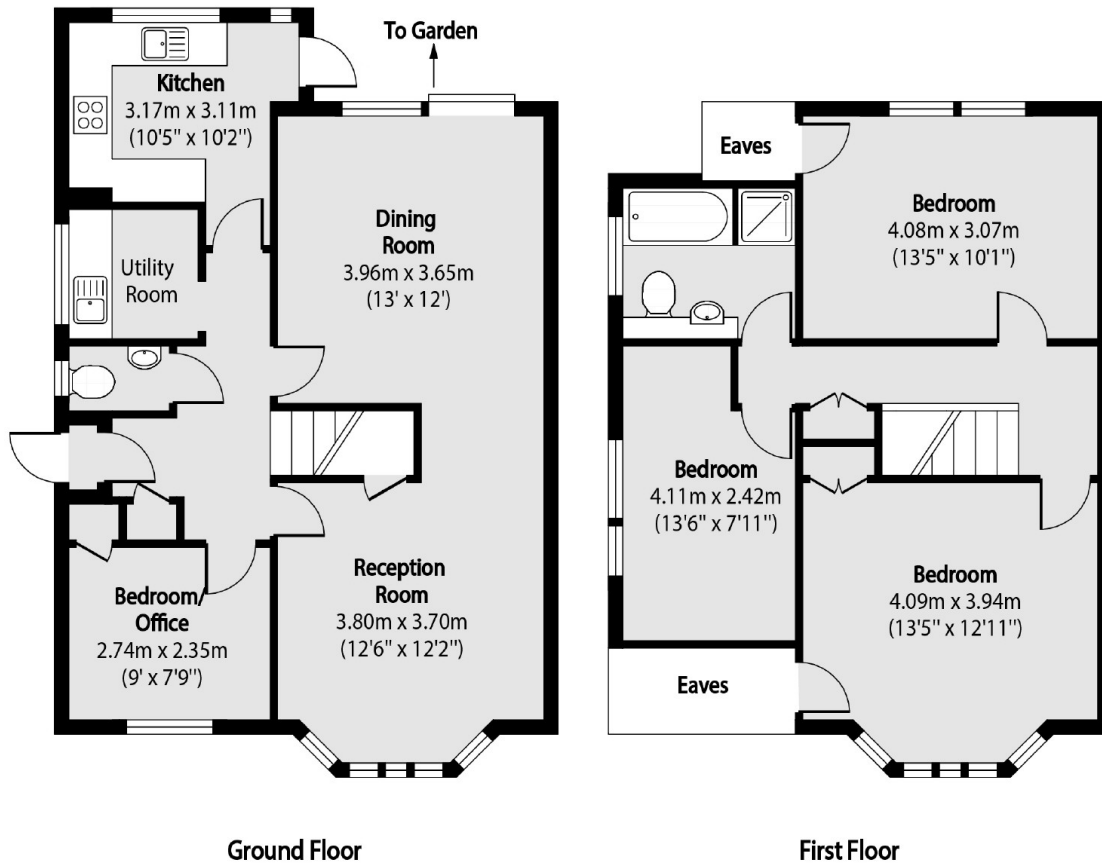 To Garden
Kitchen
3.17m x 3.11m
(10'5" x 10'2")
Dining
Room
3.96m x 3.65m
(13' x 12')
Utility
Room
Reception
Room
3.80m x 3.70m
(12'6" x 12'2")
Bedroom/
Office
2.74m x 2.35m
(9' x 7'9")
Ground Floor
Eaves
Bedroom
4.08m x 3.07m
(13'5" x 10'1")
Bedroom
4.11m x 2.42m
(13'6" x 7'11")
Bedroom
4.09m x 3.94m
(13'5" x 12'11")
Eaves
First Floor